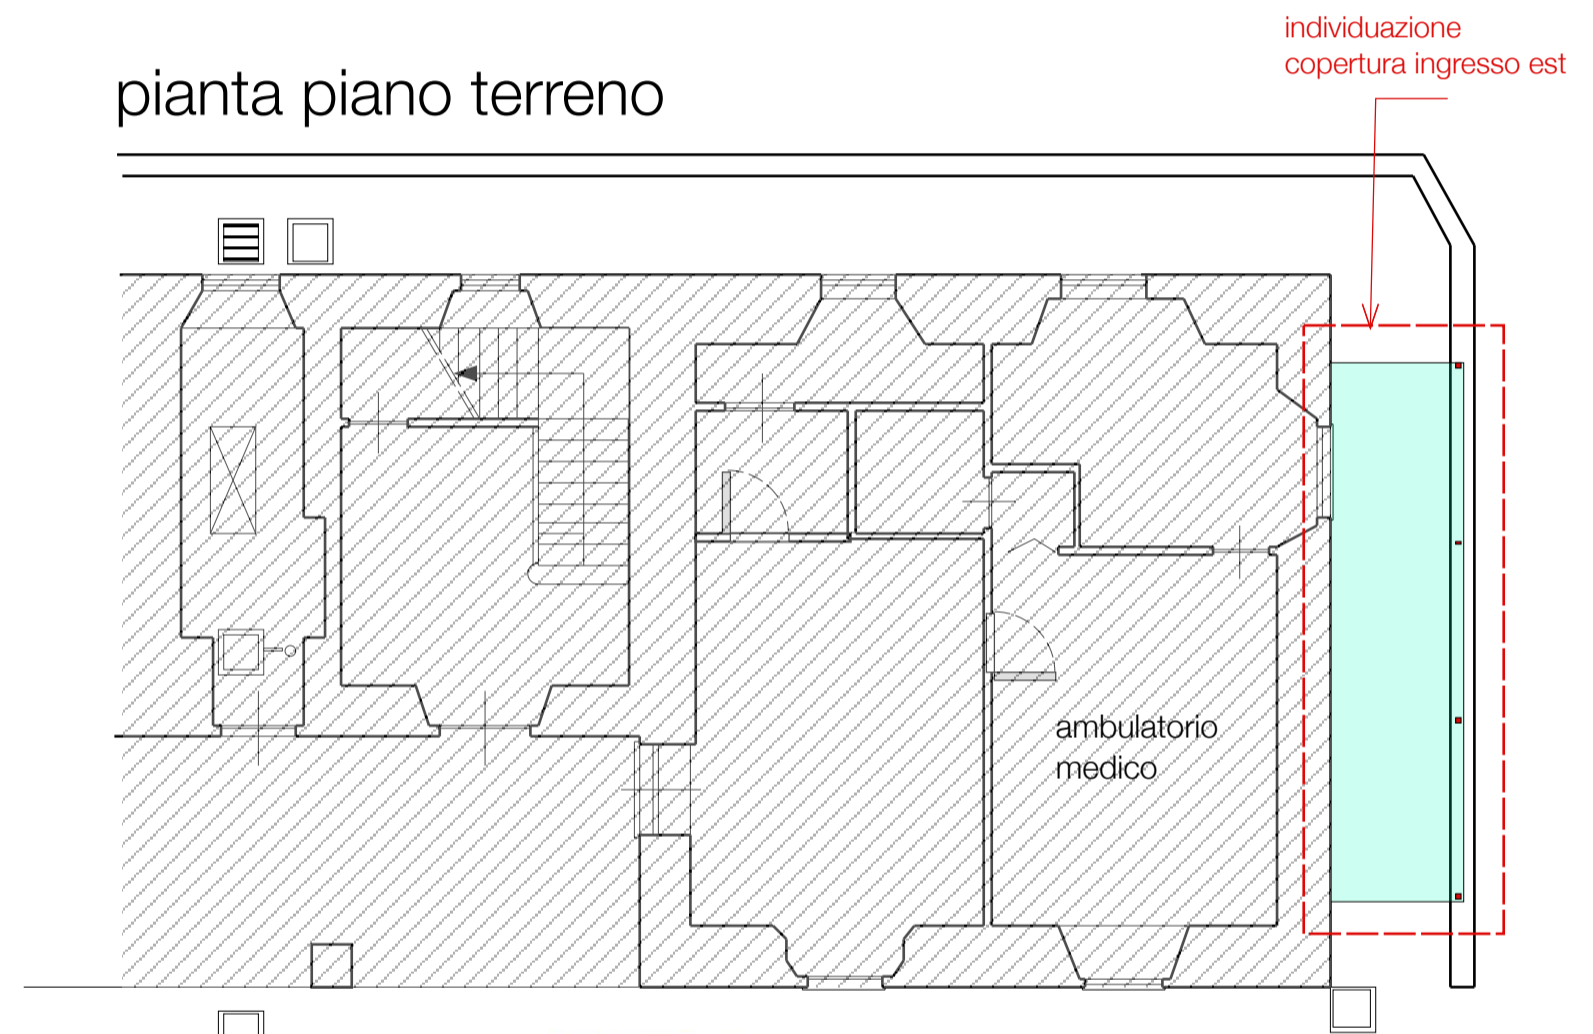 individuazione
copertura ingresso est
pianta piano terreno
ambulatorio
medico